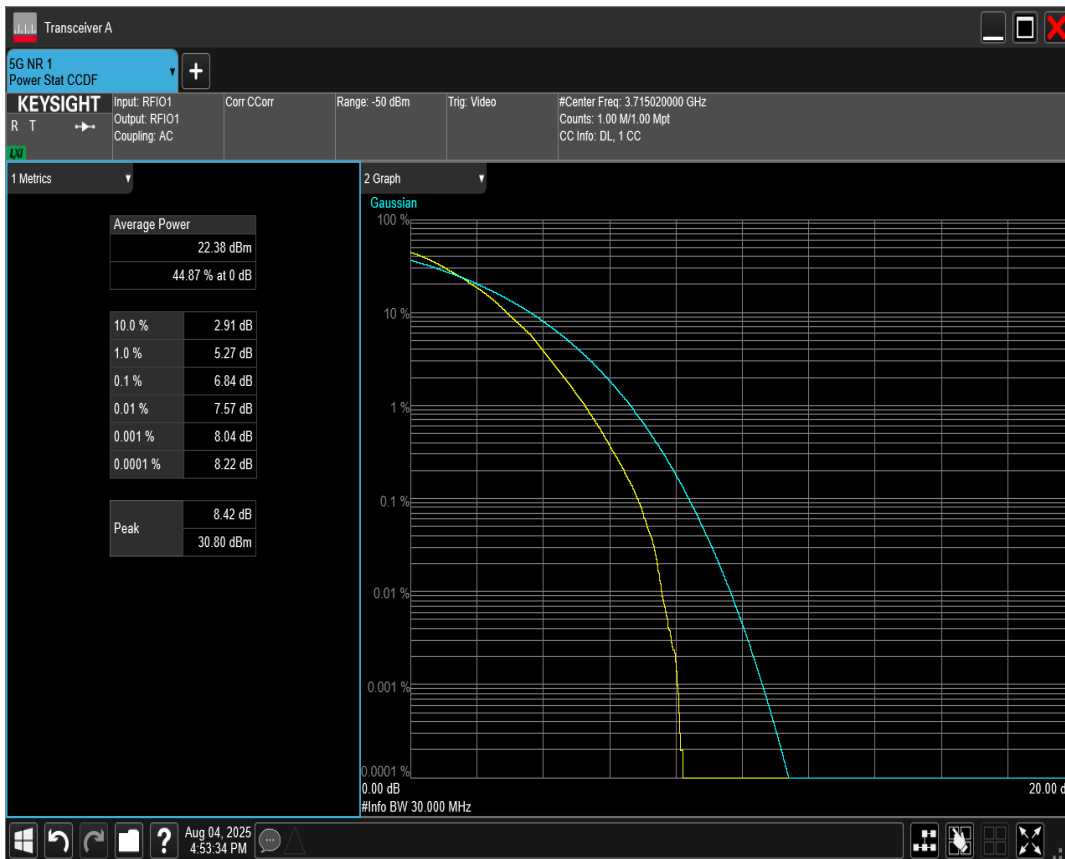 Transceiver A
5G NR 1
Power Stat CCDF
KEYSIGHT
R T
LXI
Input: RFIO1
Output: RFIO1
Coupling: AC
Corr CCorr
Range: -50 dBm
Trig: Video
#Center Freq: 3.715020000 GHz
Counts: 1.00 M/1.00 Mpt
CC Info: DL, 1 CC
1 Metrics
Average Power
22.38 dBm
44.87 % at 0 dB
10.0 % 2.91 dB
1.0 % 5.27 dB
0.1 % 6.84 dB
0.01 % 7.57 dB
0.001 % 8.04 dB
0.0001 % 8.22 dB
Peak
8.42 dB
30.80 dBm
2 Graph
Gaussian
100 %
10 %
1 %
0.1 %
0.01 %
0.001 %
0.0001 %
0.00 dB
20.00 d
#Info BW 30.000 MHz
?
Aug 04, 2025
4:53:34 PM